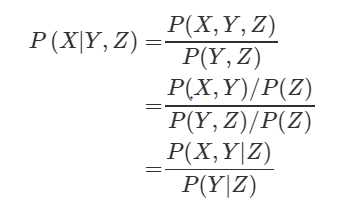 P(X|Y, Z) = P(X, Y, Z) / P(Y, Z)
= P(X, Y)/P(Z) / P(Y, Z)/P(Z)
= P(X, Y|Z) / P(Y|Z)